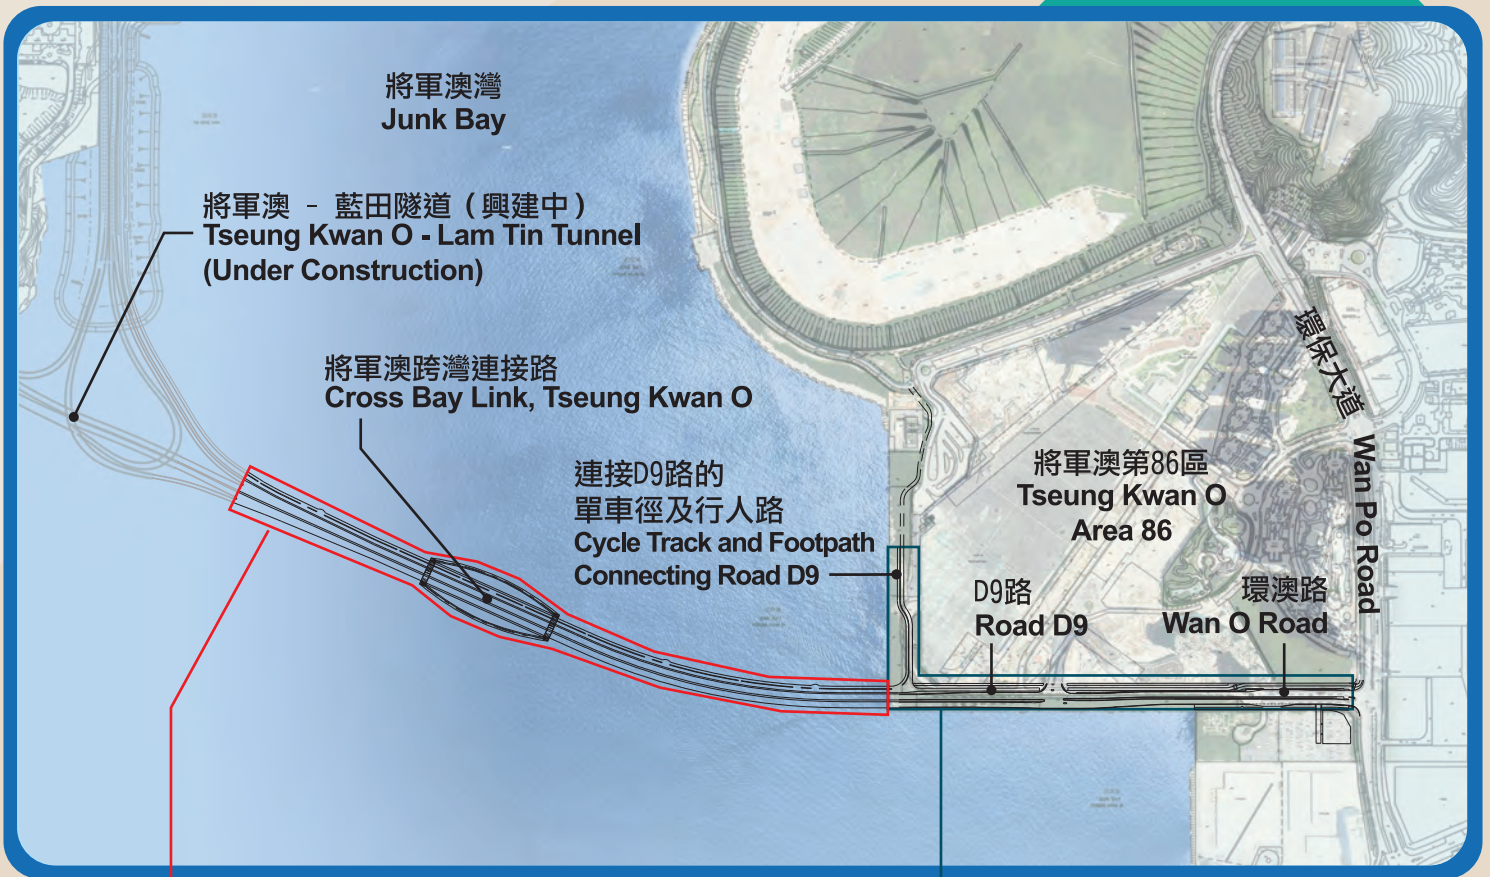 將軍澳灣
Junk Bay
將軍澳 - 藍田隧道（興建中）
Tseung Kwan O - Lam Tin Tunnel
(Under Construction)
將軍澳跨灣連接路
Cross Bay Link, Tseung Kwan O
連接D9路的
單車徑及行人路
Cycle Track and Footpath
Connecting Road D9
將軍澳第86區
Tseung Kwan O
Area 86
D9路
Road D9
環澳路
Wan O Road
環保大道
Wan Po Road